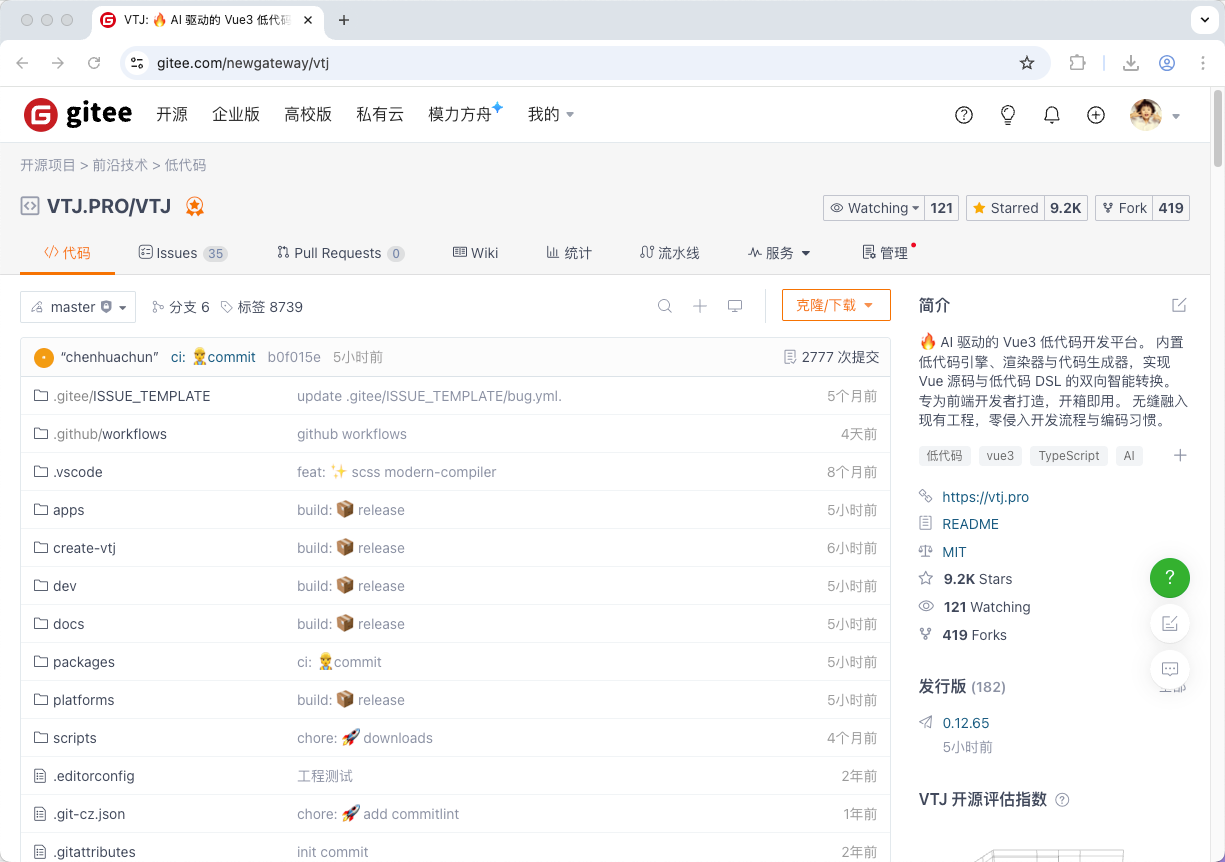 VTJ: 🔥 AI 驱动的 Vue3 低代码
gitee.com/newgateway/vtj
gitee 开源 企业版 高校版 私有云 模力方舟 我的
开源项目 > 前沿技术 > 低代码
VTJ.PRO/VTJ
Watching 121 Starred 9.2K Fork 419
代码 Issues 35 Pull Requests 0 Wiki 统计 流水线 服务 管理
master 分支 6 标签 8739 克隆/下载
“chenhuachun” ci: 👷commit b0f015e 5小时前 2777 次提交
.gitee/ISSUE_TEMPLATE update .gitee/ISSUE_TEMPLATE/bug.yml. 5个月前
.github/workflows github workflows 4天前
.vscode feat: ✨ scss modern-compiler 8个月前
apps build: 📦 release 5小时前
create-vtj build: 📦 release 6小时前
dev build: 📦 release 5小时前
docs build: 📦 release 5小时前
packages ci: 👷commit 5小时前
platforms build: 📦 release 5小时前
scripts chore: 🚀 downloads 4个月前
.editorconfig 工程测试 2年前
.git-cz.json chore: 🚀 add commitlint 1年前
.gitattributes init commit 2年前
简介
🔥 AI 驱动的 Vue3 低代码开发平台。 内置
低代码引擎、渲染器与代码生成器，实现
Vue 源码与低代码 DSL 的双向智能转换。
专为前端开发者打造，开箱即用。 无缝融入
现有工程，零侵入开发流程与编码习惯。
低代码 vue3 TypeScript AI
https://vtj.pro
README
MIT
9.2K Stars
121 Watching
419 Forks
发行版 (182)
0.12.65
5小时前
VTJ 开源评估指数